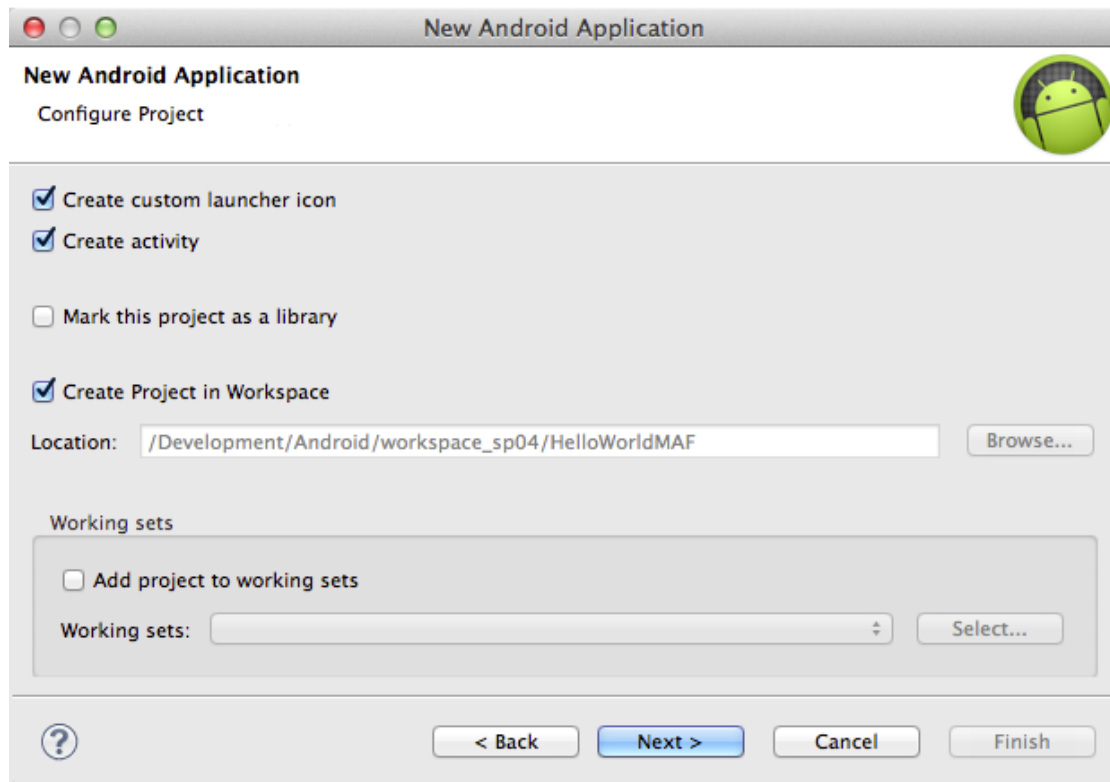 New Android Application
New Android Application
Configure Project
Create custom launcher icon
Create activity
Mark this project as a library
Create Project in Workspace
Location: /Development/Android/workspace_sp04/HelloWorldMAF Browse...
Working sets
Add project to working sets
Working sets: Select...
? < Back Next > Cancel Finish